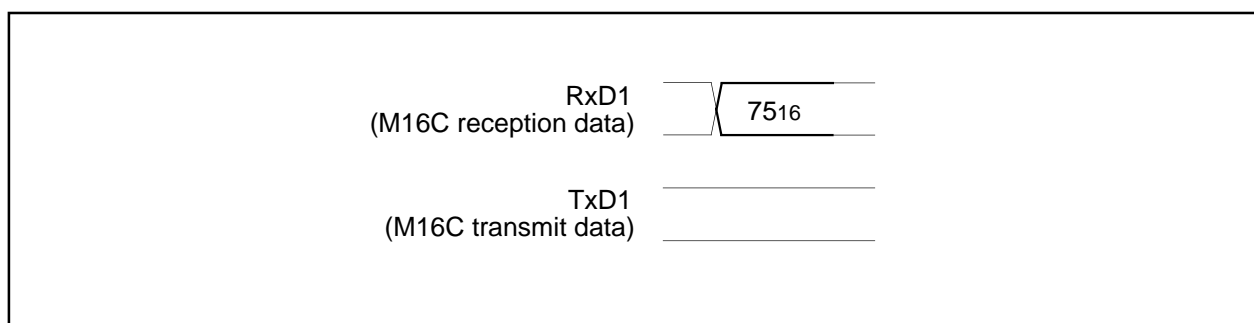 RxD1
(M16C reception data)
7516
TxD1
(M16C transmit data)